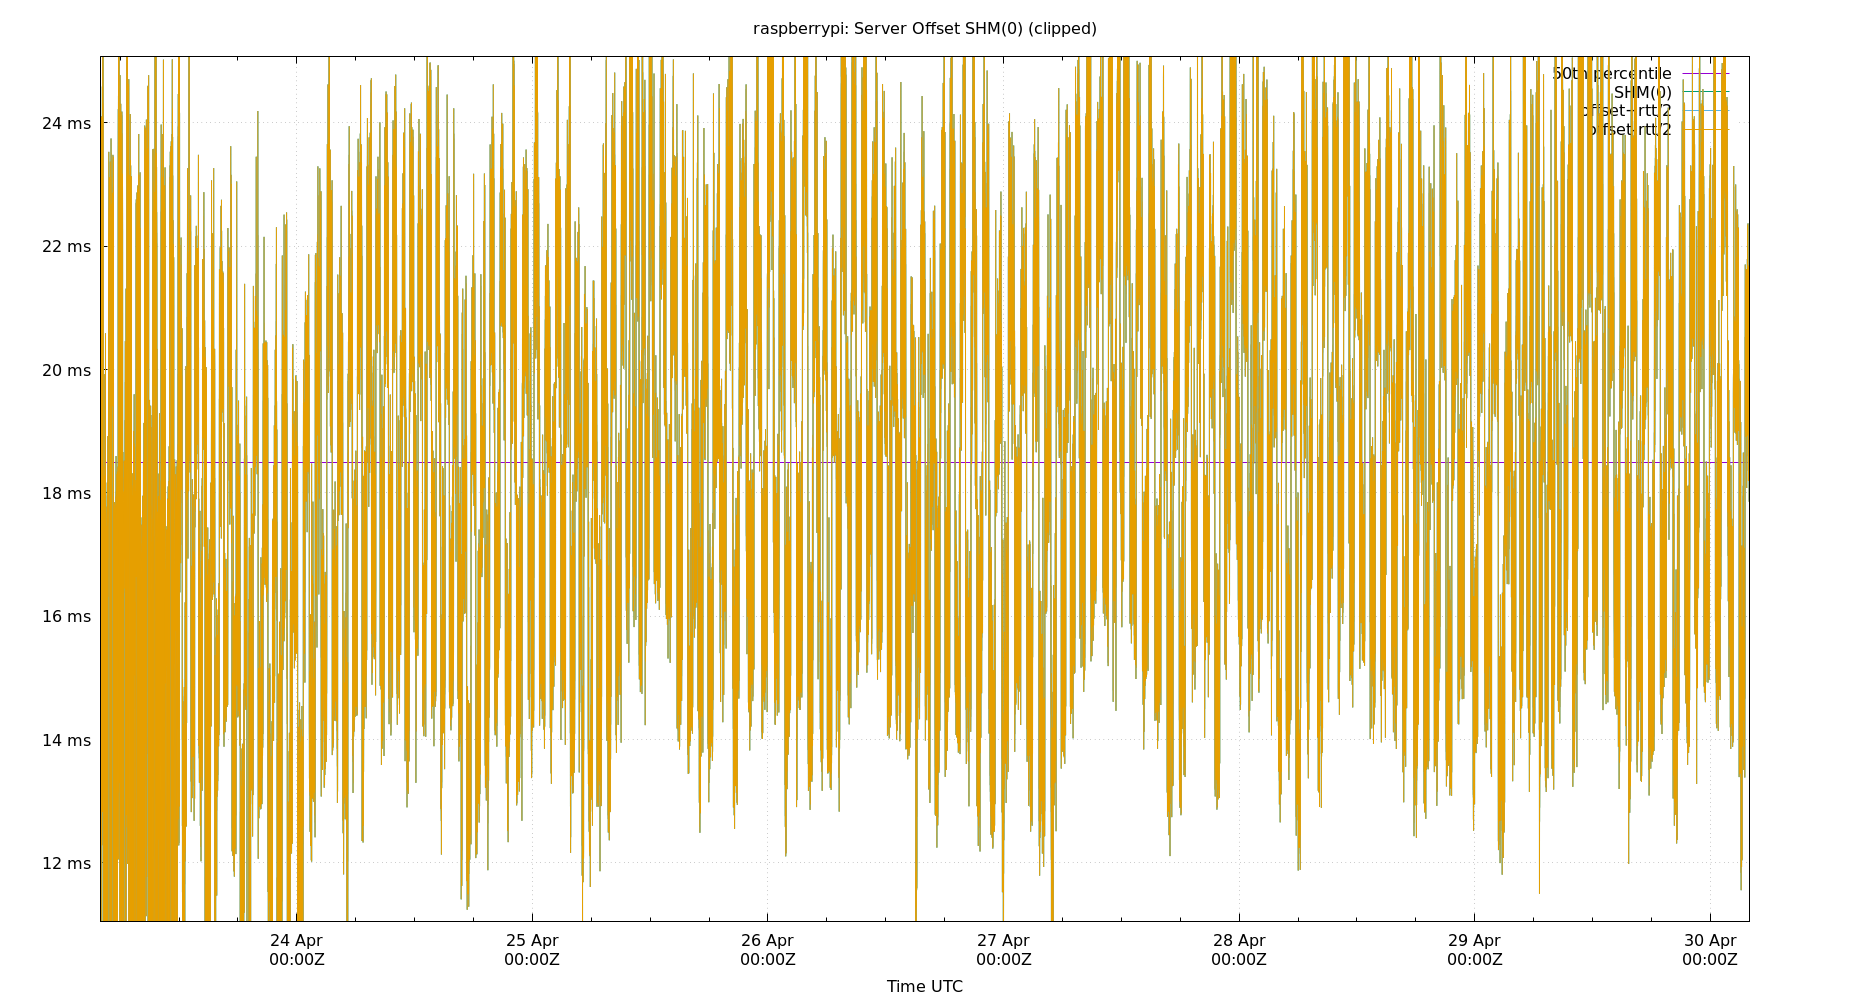 raspberrypi: Server Offset SHM(0) (clipped)
50th percentile
SHM(0)
offset+rtt/2
offset-rtt/2
24 ms
22 ms
20 ms
18 ms
16 ms
14 ms
12 ms
24 Apr 25 Apr 26 Apr 27 Apr 28 Apr 29 Apr 30 Apr
00:00Z 00:00Z 00:00Z 00:00Z 00:00Z 00:00Z 00:00Z
Time UTC